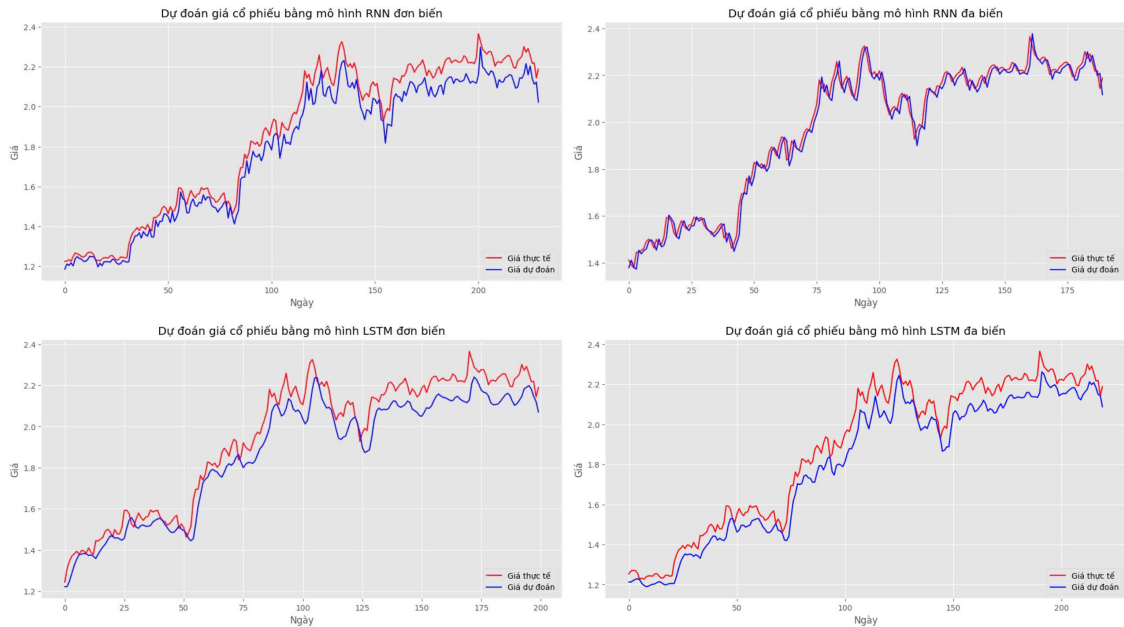 Dự đoán giá cổ phiếu bằng mô hình RNN đơn biến
2.4
2.2
2.0
1.8
1.6
1.4
1.2
Giá
0 50 100 150 200
Ngày
Giá thực tế
Giá dự đoán
Dự đoán giá cổ phiếu bằng mô hình RNN đa biến
2.4
2.2
2.0
1.8
1.6
1.4
Giá
0 25 50 75 100 125 150 175
Ngày
Giá thực tế
Giá dự đoán
Dự đoán giá cổ phiếu bằng mô hình LSTM đơn biến
2.4
2.2
2.0
1.8
1.6
1.4
1.2
Giá
0 25 50 75 100 125 150 175 200
Ngày
Giá thực tế
Giá dự đoán
Dự đoán giá cổ phiếu bằng mô hình LSTM đa biến
2.4
2.2
2.0
1.8
1.6
1.4
1.2
Giá
0 50 100 150 200
Ngày
Giá thực tế
Giá dự đoán